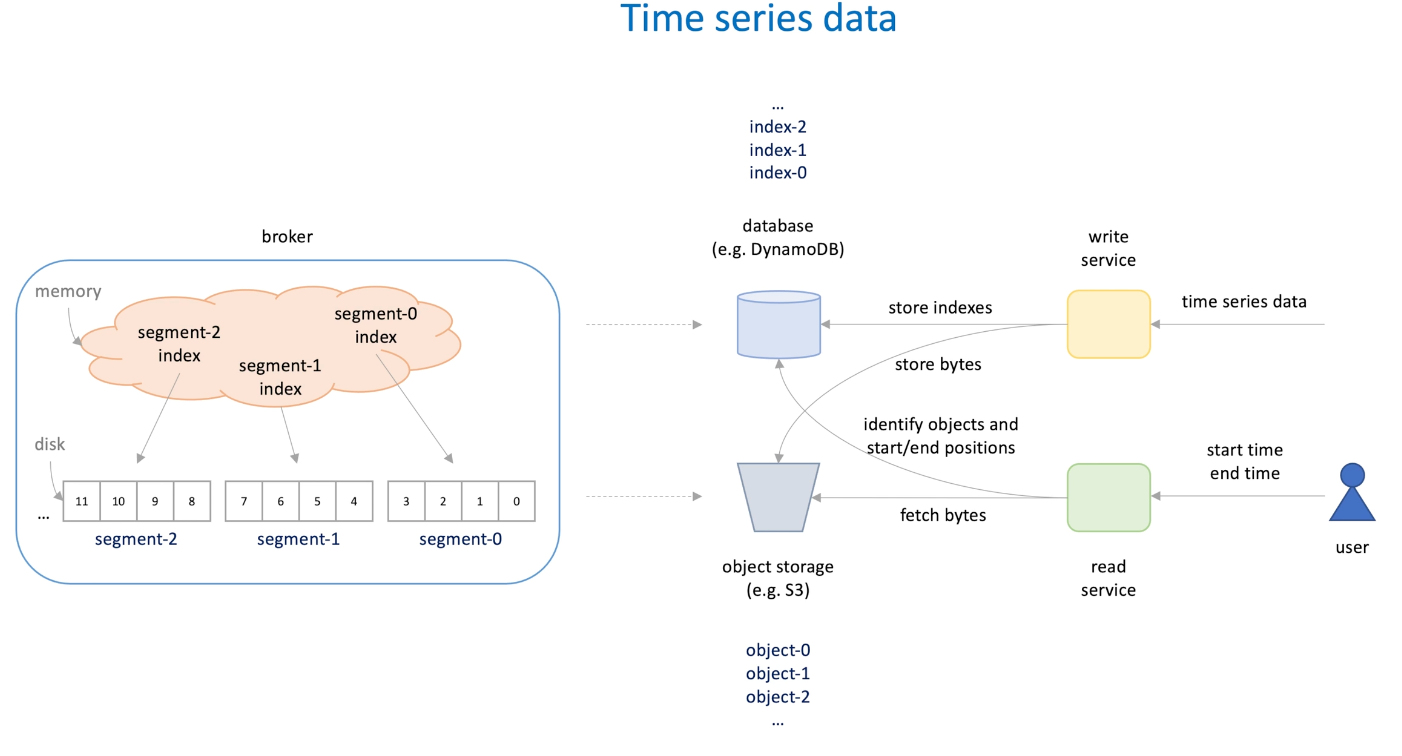 Time series data
...
index-2
index-1
index-0
broker
memory
segment-2
index
segment-1
index
segment-0
index
disk
...
11 10 9 8
7 6 5 4
3 2 1 0
segment-2
segment-1
segment-0
database
(e.g. DynamoDB)
write
service
store indexes
time series data
store bytes
identify objects and
start/end positions
start time
end time
fetch bytes
user
object storage
(e.g. S3)
read
service
object-0
object-1
object-2
...